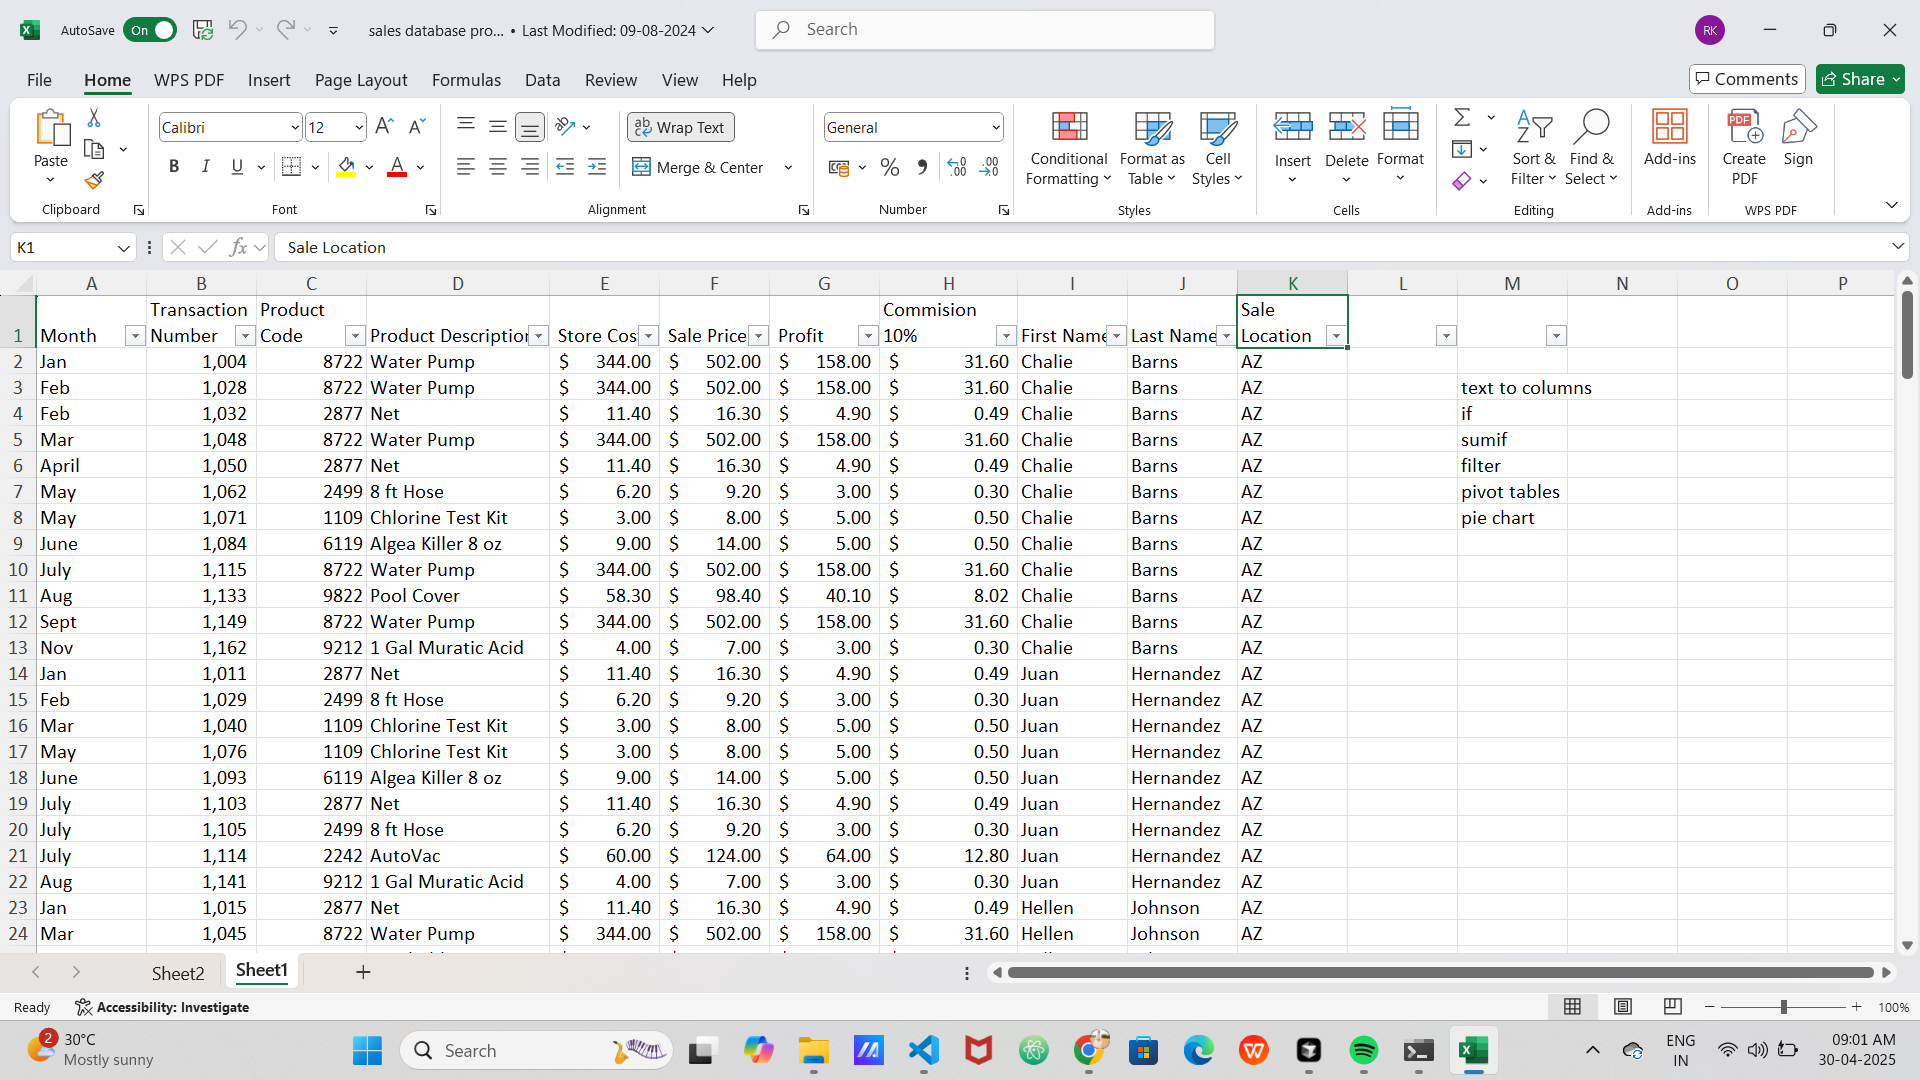 AutoSave On sales database pro... • Last Modified: 09-08-2024 Search RK
File Home WPS PDF Insert Page Layout Formulas Data Review View Help Comments Share
Paste Calibri 12 Wrap Text General Conditional Formatting Format as Table Cell Styles Insert Delete Format Sort & Filter Find & Select Add-ins Create PDF Sign
B I U A Merge & Center % 9
Clipboard Font Alignment Number Styles Cells Editing Add-ins WPS PDF
K1 fx Sale Location
A B C D E F G H I J K L M N O P
1 Month Transaction Number Product Code Product Description Store Cos Sale Price Profit Commision 10% First Name Last Name Sale Location
2 Jan 1,004 8722 Water Pump $ 344.00 $ 502.00 $ 158.00 $ 31.60 Chalie Barns AZ
3 Feb 1,028 8722 Water Pump $ 344.00 $ 502.00 $ 158.00 $ 31.60 Chalie Barns AZ text to columns
4 Feb 1,032 2877 Net $ 11.40 $ 16.30 $ 4.90 $ 0.49 Chalie Barns AZ if
5 Mar 1,048 8722 Water Pump $ 344.00 $ 502.00 $ 158.00 $ 31.60 Chalie Barns AZ sumif
6 April 1,050 2877 Net $ 11.40 $ 16.30 $ 4.90 $ 0.49 Chalie Barns AZ filter
7 May 1,062 2499 8 ft Hose $ 6.20 $ 9.20 $ 3.00 $ 0.30 Chalie Barns AZ pivot tables
8 May 1,071 1109 Chlorine Test Kit $ 3.00 $ 8.00 $ 5.00 $ 0.50 Chalie Barns AZ pie chart
9 June 1,084 6119 Algea Killer 8 oz $ 9.00 $ 14.00 $ 5.00 $ 0.50 Chalie Barns AZ
10 July 1,115 8722 Water Pump $ 344.00 $ 502.00 $ 158.00 $ 31.60 Chalie Barns AZ
11 Aug 1,133 9822 Pool Cover $ 58.30 $ 98.40 $ 40.10 $ 8.02 Chalie Barns AZ
12 Sept 1,149 8722 Water Pump $ 344.00 $ 502.00 $ 158.00 $ 31.60 Chalie Barns AZ
13 Nov 1,162 9212 1 Gal Muratic Acid $ 4.00 $ 7.00 $ 3.00 $ 0.30 Chalie Barns AZ
14 Jan 1,011 2877 Net $ 11.40 $ 16.30 $ 4.90 $ 0.49 Juan Hernandez AZ
15 Feb 1,029 2499 8 ft Hose $ 6.20 $ 9.20 $ 3.00 $ 0.30 Juan Hernandez AZ
16 Mar 1,040 1109 Chlorine Test Kit $ 3.00 $ 8.00 $ 5.00 $ 0.50 Juan Hernandez AZ
17 May 1,076 1109 Chlorine Test Kit $ 3.00 $ 8.00 $ 5.00 $ 0.50 Juan Hernandez AZ
18 June 1,093 6119 Algea Killer 8 oz $ 9.00 $ 14.00 $ 5.00 $ 0.50 Juan Hernandez AZ
19 July 1,103 2877 Net $ 11.40 $ 16.30 $ 4.90 $ 0.49 Juan Hernandez AZ
20 July 1,105 2499 8 ft Hose $ 6.20 $ 9.20 $ 3.00 $ 0.30 Juan Hernandez AZ
21 July 1,114 2242 AutoVac $ 60.00 $ 124.00 $ 64.00 $ 12.80 Juan Hernandez AZ
22 Aug 1,141 9212 1 Gal Muratic Acid $ 4.00 $ 7.00 $ 3.00 $ 0.30 Juan Hernandez AZ
23 Jan 1,015 2877 Net $ 11.40 $ 16.30 $ 4.90 $ 0.49 Hellen Johnson AZ
24 Mar 1,045 8722 Water Pump $ 344.00 $ 502.00 $ 158.00 $ 31.60 Hellen Johnson AZ
Sheet2 Sheet1
Ready Accessibility: Investigate 100%
2 30°C Search ENG 09:01 AM
Mostly sunny IN 30-04-2025